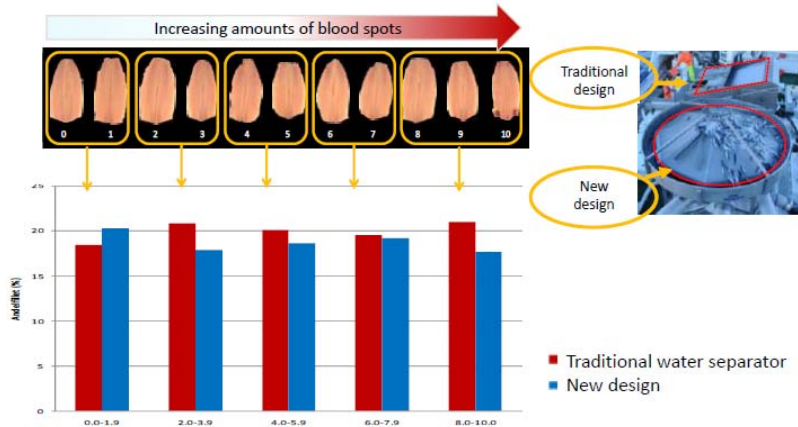 Increasing amounts of blood spots
0 1 2 3 4 5 6 7 8 9 10
Traditional
design
New
design
25
20
15
10
5
0
Andel filet (%)
0.0-1.9 2.0-3.9 4.0-5.9 6.0-7.9 8.0-10.0
Traditional water separator
New design